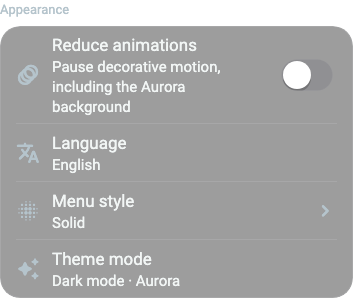 Appearance
Reduce animations
Pause decorative motion,
including the Aurora
background
Language
English
Menu style
Solid
Theme mode
Dark mode · Aurora